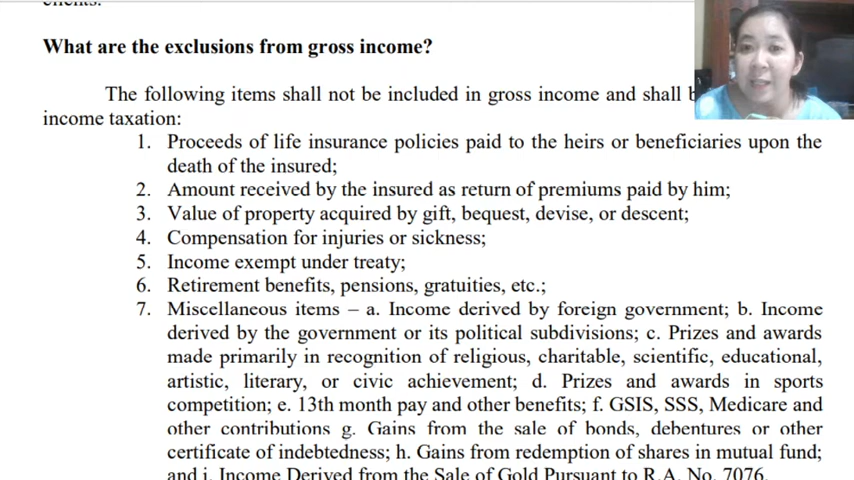 clients.
What are the exclusions from gross income?
The following items shall not be included in gross income and shall
income taxation:
1. Proceeds of life insurance policies paid to the heirs or beneficiaries upon the
death of the insured;
2. Amount received by the insured as return of premiums paid by him;
3. Value of property acquired by gift, bequest, devise, or descent;
4. Compensation for injuries or sickness;
5. Income exempt under treaty;
6. Retirement benefits, pensions, gratuities, etc.;
7. Miscellaneous items – a. Income derived by foreign government; b. Income
derived by the government or its political subdivisions; c. Prizes and awards
made primarily in recognition of religious, charitable, scientific, educational,
artistic, literary, or civic achievement; d. Prizes and awards in sports
competition; e. 13th month pay and other benefits; f. GSIS, SSS, Medicare and
other contributions g. Gains from the sale of bonds, debentures or other
certificate of indebtedness; h. Gains from redemption of shares in mutual fund;
and i. Income Derived from the Sale of Gold Pursuant to R.A. No. 7076.